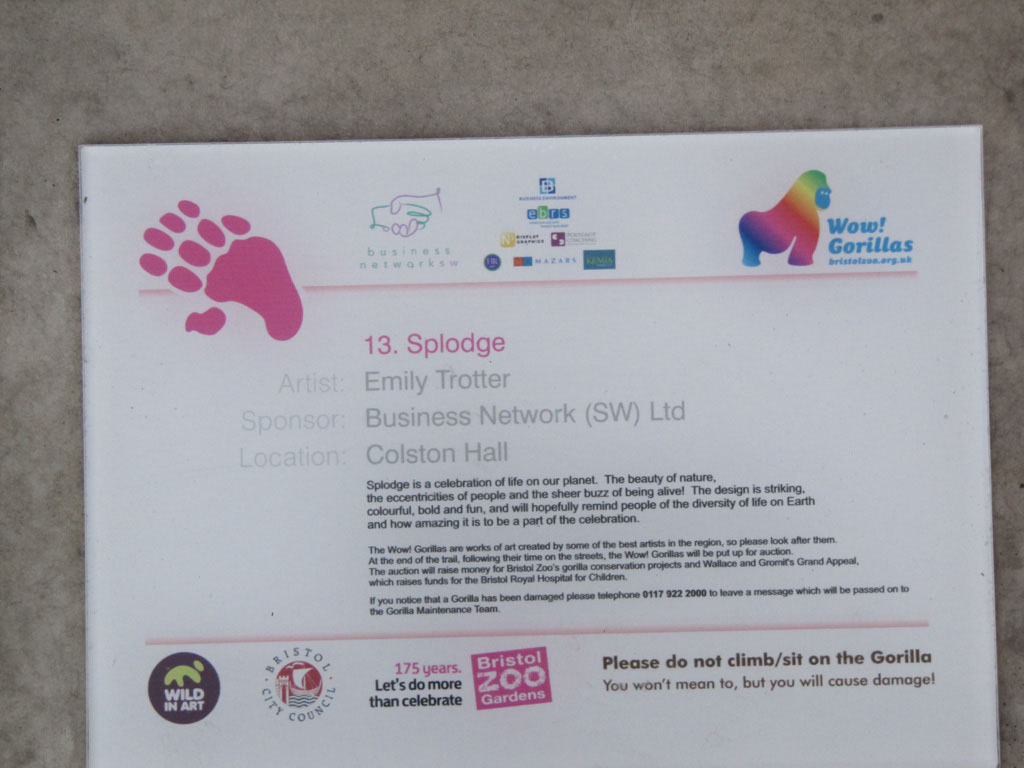 business
networksw
BUSINESS ENVIRONMENT
ebrs
DISPLAY
GRAPHICS
MAZARS
Wow!
Gorillas
bristolzoo.org.uk
13. Splodge
Artist: Emily Trotter
Sponsor: Business Network (SW) Ltd
Location: Colston Hall
Splodge is a celebration of life on our planet. The beauty of nature,
the eccentricities of people and the sheer buzz of being alive! The design is striking,
colourful, bold and fun, and will hopefully remind people of the diversity of life on Earth
and how amazing it is to be a part of the celebration.
The Wow! Gorillas are works of art created by some of the best artists in the region, so please look after them.
At the end of the trail, following their time on the streets, the Wow! Gorillas will be put up for auction.
The auction will raise money for Bristol Zoo's gorilla conservation projects and Wallace and Gromit's Grand Appeal,
which raises funds for the Bristol Royal Hospital for Children.
If you notice that a Gorilla has been damaged please telephone 0117 922 2000 to leave a message which will be passed on to
the Gorilla Maintenance Team.
WILD
IN ART
BRISTOL
CITY COUNCIL
175 years.
Let's do more
than celebrate
Bristol
ZOO
Gardens
Please do not climb/sit on the Gorilla
You won't mean to, but you will cause damage!